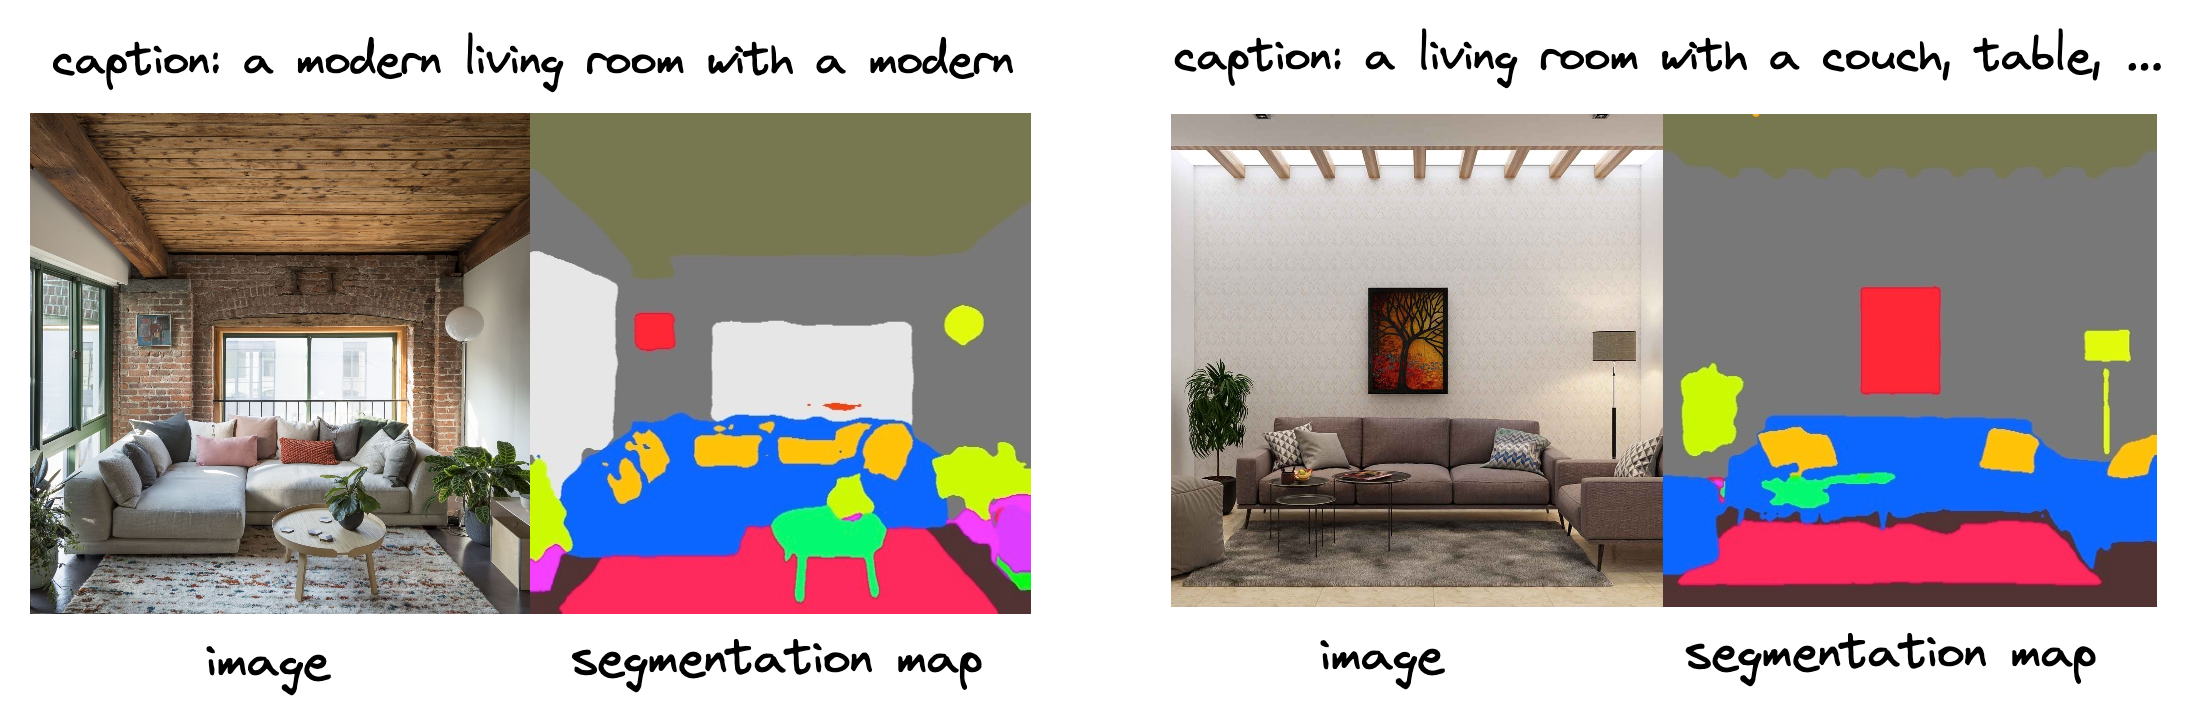 caption: a modern living room with a modern
caption: a living room with a couch, table, ...
image
segmentation map
image
segmentation map